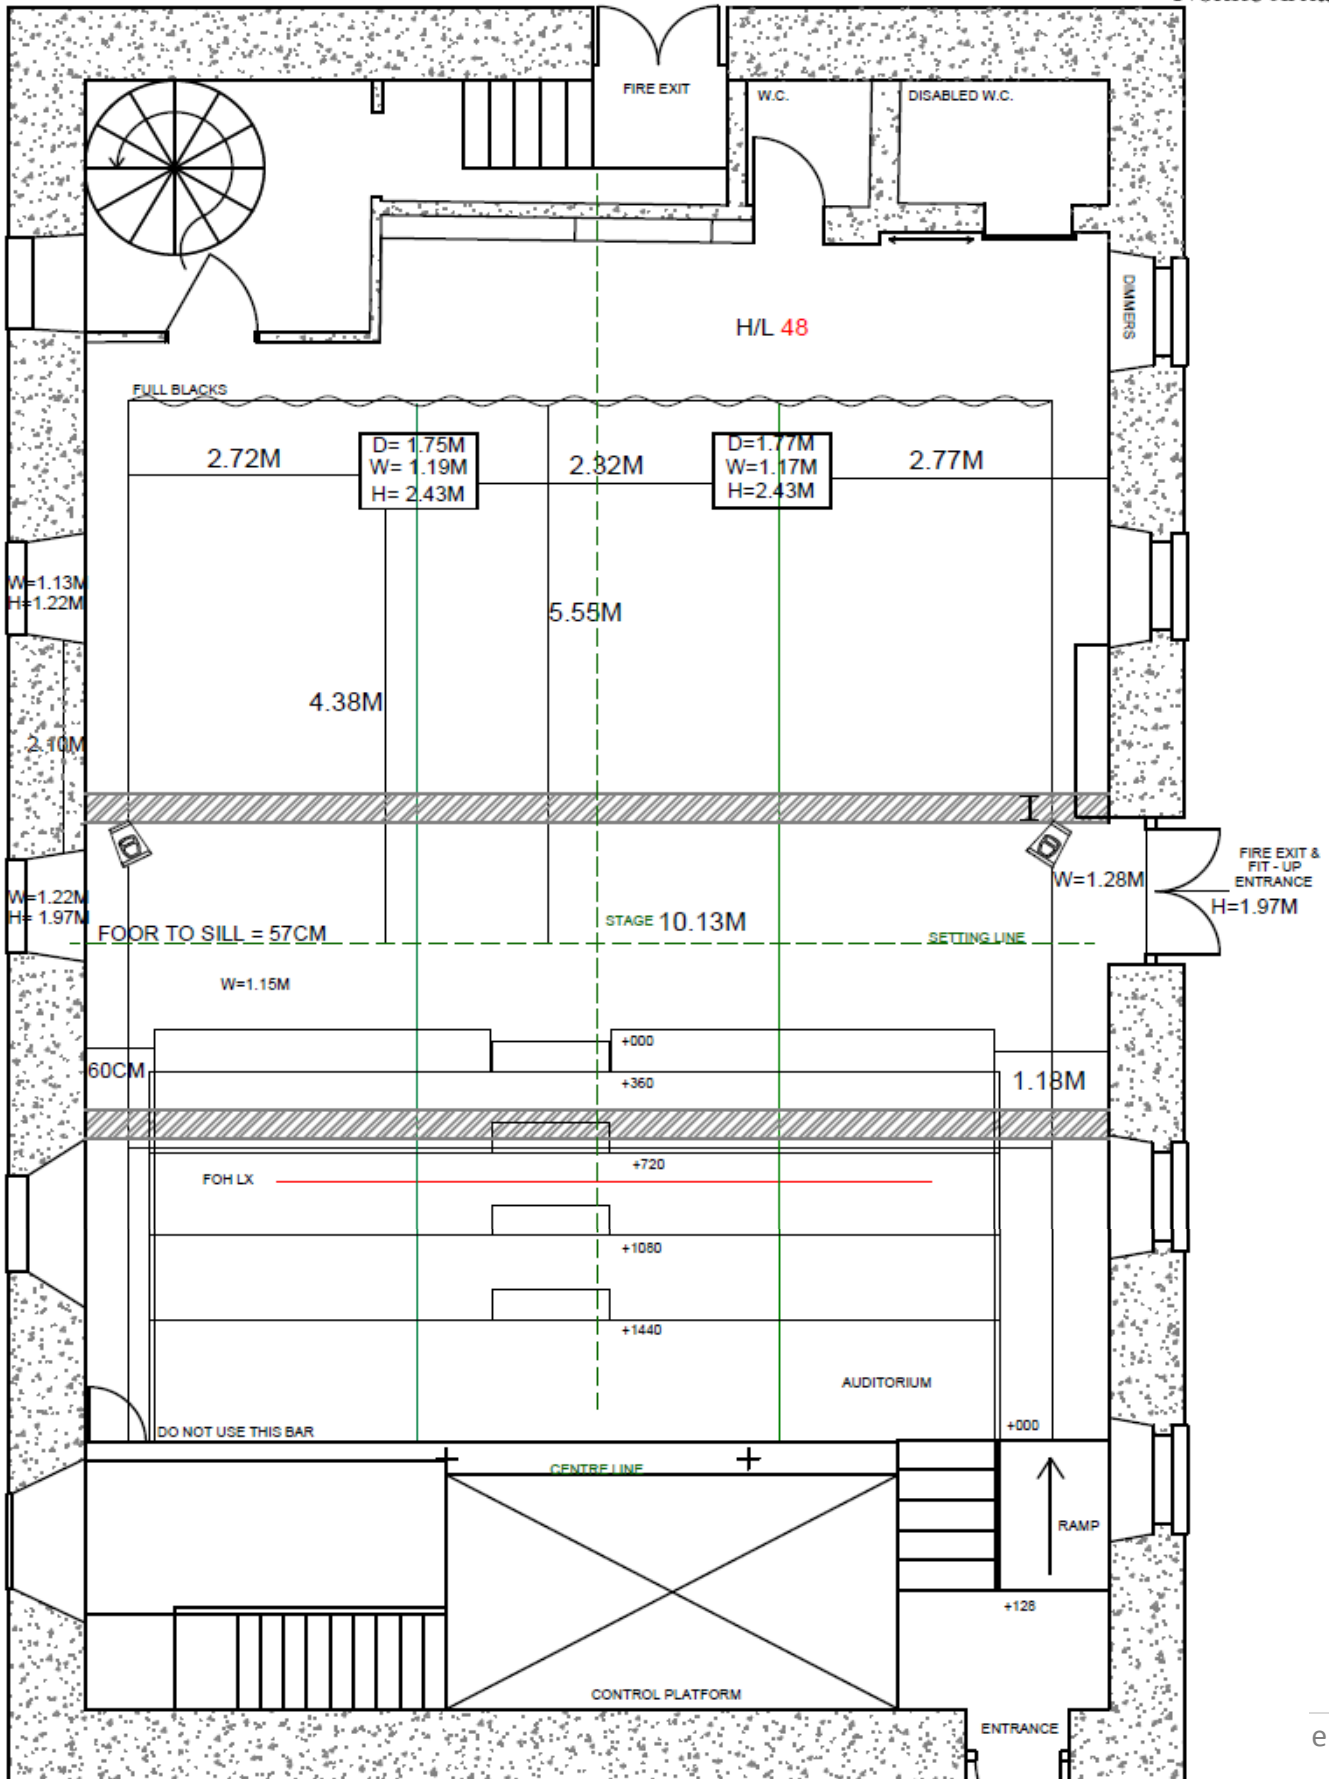 FIRE EXIT
W.C.
DISABLED W.C.
DIMMERS
H/L 48
FULL BLACKS
2.72M
D= 1.75M
W= 1.19M
H= 2.43M
2.32M
D=1.77M
W=1.17M
H=2.43M
2.77M
W=1.13M
H=1.22M
5.55M
4.38M
2.10M
FIRE EXIT &
FIT - UP
ENTRANCE
W=1.28M
H=1.97M
W=1.22M
H= 1.97M
FOOR TO SILL = 57CM
STAGE 10.13M
SETTING LINE
W=1.15M
+000
60CM
+360
1.18M
+720
FOH LX
+1080
+1440
AUDITORIUM
+000
DO NOT USE THIS BAR
CENTRE LINE
RAMP
+128
CONTROL PLATFORM
ENTRANCE
e